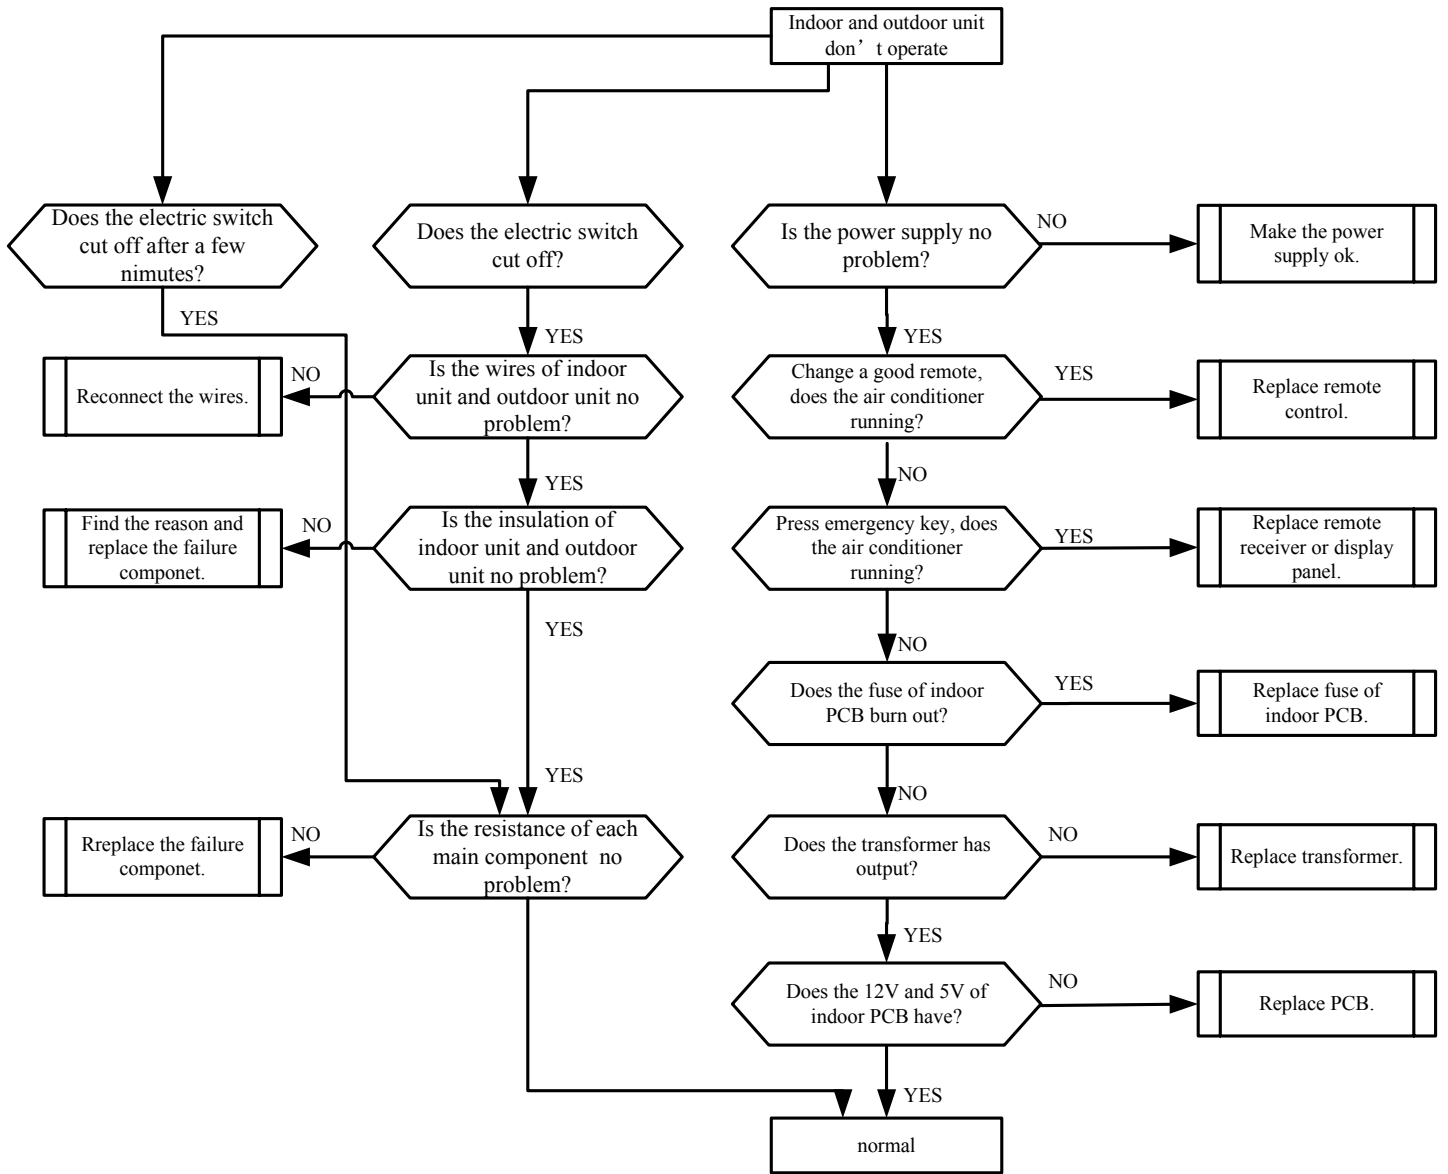 Indoor and outdoor unit
don’t operate
Does the electric switch
cut off after a few
nimutes?
Does the electric switch
cut off?
Is the power supply no
problem?
NO
Make the power
supply ok.
YES
YES
YES
Reconnect the wires.
NO
Is the wires of indoor
unit and outdoor unit no
problem?
Change a good remote,
does the air conditioner
running?
YES
Replace remote
control.
YES
NO
Find the reason and
replace the failure
componet.
NO
Is the insulation of
indoor unit and outdoor
unit no problem?
Press emergency key, does
the air conditioner
running?
YES
Replace remote
receiver or display
panel.
YES
NO
Does the fuse of indoor
PCB burn out?
YES
Replace fuse of
indoor PCB.
YES
NO
Rreplace the failure
componet.
NO
Is the resistance of each
main component no
problem?
Does the transformer has
output?
NO
Replace transformer.
YES
Does the 12V and 5V of
indoor PCB have?
NO
Replace PCB.
YES
normal